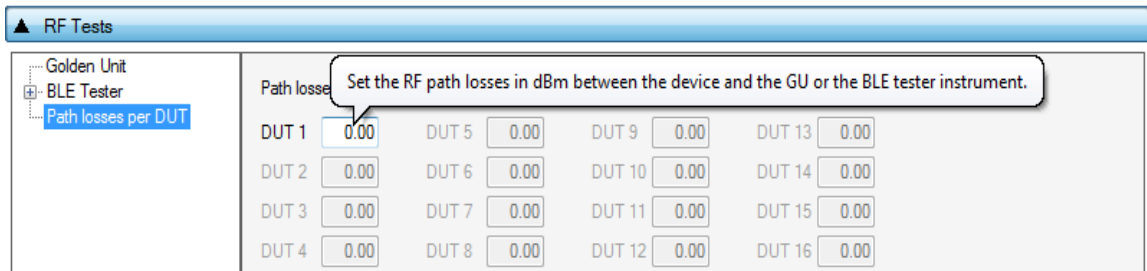 RF Tests
Golden Unit
BLE Tester
Path losses per DUT
Path losse
Set the RF path losses in dBm between the device and the GU or the BLE tester instrument.
DUT 1 0.00 DUT 5 0.00 DUT 9 0.00 DUT 13 0.00
DUT 2 0.00 DUT 6 0.00 DUT 10 0.00 DUT 14 0.00
DUT 3 0.00 DUT 7 0.00 DUT 11 0.00 DUT 15 0.00
DUT 4 0.00 DUT 8 0.00 DUT 12 0.00 DUT 16 0.00